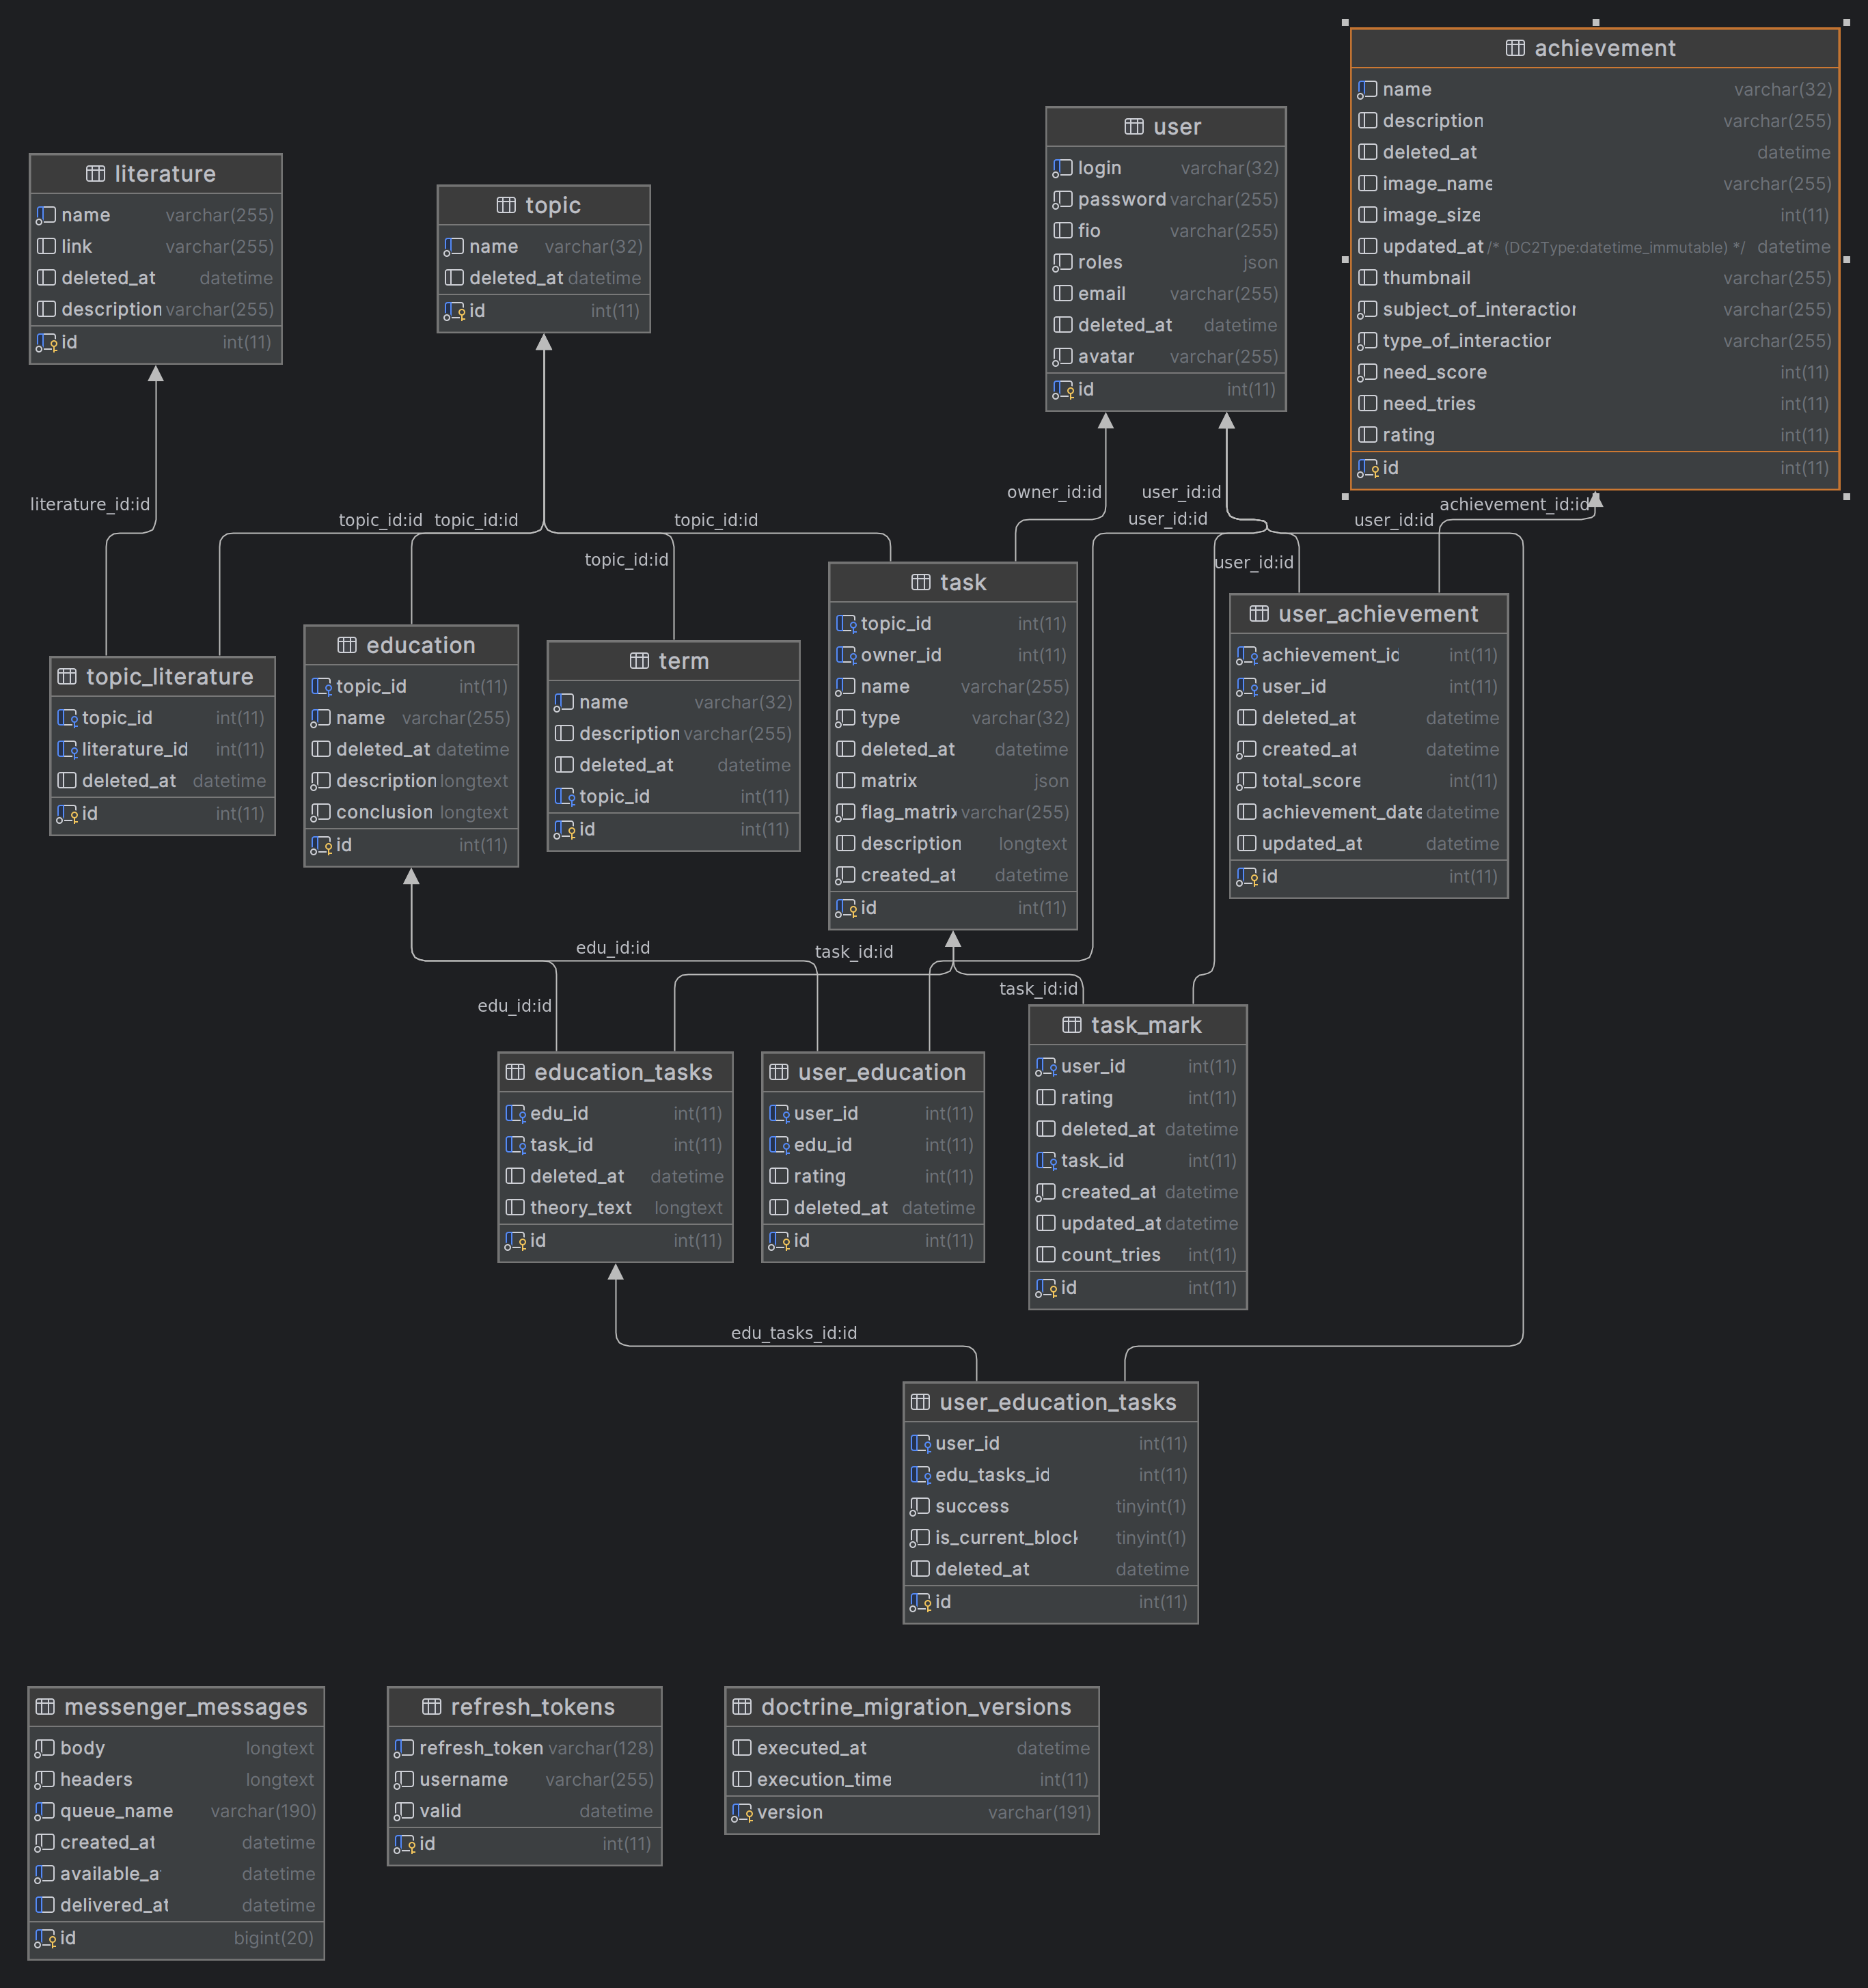 achievement
name varchar(32)
description varchar(255)
deleted_at datetime
image_name varchar(255)
image_size int(11)
updated_at /* (DC2Type:datetime_immutable) */ datetime
thumbnail varchar(255)
subject_of_interaction varchar(255)
type_of_interaction varchar(255)
need_score int(11)
need_tries int(11)
rating int(11)
id int(11)
user
login varchar(32)
password varchar(255)
fio varchar(255)
roles json
email varchar(255)
deleted_at datetime
avatar varchar(255)
id int(11)
literature
name varchar(255)
link varchar(255)
deleted_at datetime
description varchar(255)
id int(11)
topic
name varchar(32)
deleted_at datetime
id int(11)
literature_id:id
topic_id:id
topic_id:id
topic_id:id
topic_id:id
owner_id:id
user_id:id
user_id:id
user_id:id
user_id:id
achievement_id:id
topic_literature
topic_id int(11)
literature_id int(11)
deleted_at datetime
id int(11)
education
topic_id int(11)
name varchar(255)
deleted_at datetime
description longtext
conclusion longtext
id int(11)
term
name varchar(32)
description varchar(255)
deleted_at datetime
topic_id int(11)
id int(11)
task
topic_id int(11)
owner_id int(11)
name varchar(255)
type varchar(32)
deleted_at datetime
matrix json
flag_matrix varchar(255)
description longtext
created_at datetime
id int(11)
user_achievement
achievement_id int(11)
user_id int(11)
deleted_at datetime
created_at datetime
total_score int(11)
achievement_date datetime
updated_at datetime
id int(11)
edu_id:id
edu_id:id
task_id:id
task_id:id
education_tasks
edu_id int(11)
task_id int(11)
deleted_at datetime
theory_text longtext
id int(11)
user_education
user_id int(11)
edu_id int(11)
rating int(11)
deleted_at datetime
id int(11)
task_mark
user_id int(11)
rating int(11)
deleted_at datetime
task_id int(11)
created_at datetime
updated_at datetime
count_tries int(11)
id int(11)
edu_tasks_id:id
user_education_tasks
user_id int(11)
edu_tasks_id int(11)
success tinyint(1)
is_current_block tinyint(1)
deleted_at datetime
id int(11)
messenger_messages
body longtext
headers longtext
queue_name varchar(190)
created_at datetime
available_a datetime
delivered_at datetime
id bigint(20)
refresh_tokens
refresh_token varchar(128)
username varchar(255)
valid datetime
id int(11)
doctrine_migration_versions
executed_at datetime
execution_time int(11)
version varchar(191)